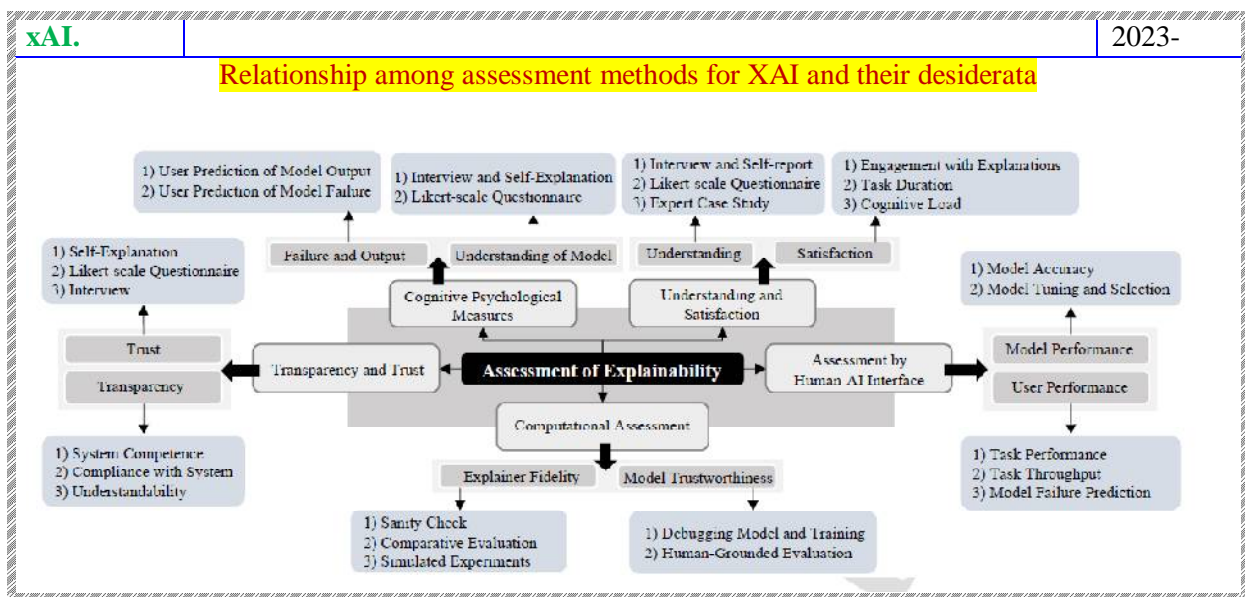 xAI.
2023-
Relationship among assessment methods for XAI and their desiderata
1) User Prediction of Model Output
2) User Prediction of Model Failure
1) Interview and Self-Explanation
2) Likert-scale Questionnaire
1) Interview and Self-report
2) Likert scale Questionnaire
3) Expert Case Study
1) Engagement with Explanations
2) Task Duration
3) Cognitive Load
Failure and Output
Understanding of Model
Understanding
Satisfaction
1) Self-Explanation
2) Likert scale Questionnaire
3) Interview
Cognitive Psychological
Measures
Understanding and
Satisfaction
1) Model Accuracy
2) Model Tuning and Selection
Trust
Transparency
Transparency and Trust
Assessment of Explainability
Assessment by
Human AI Interface
Model Performance
User Performance
Computational Assessment
1) System Competence
2) Compliance with System
3) Understandability
Explainer Fidelity
Model Trustworthiness
1) Task Performance
2) Task Throughput
3) Model Failure Prediction
1) Sanity Check
2) Comparative Evaluation
3) Simulated Experiments
1) Debugging Model and Training
2) Human-Grounded Evaluation